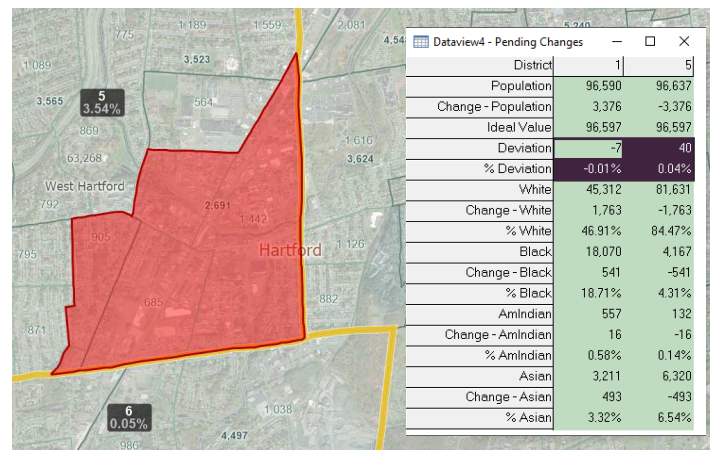 775
1,189
1,559
2,081
5,240
1,089
3,523
3,565
5
3.54%
564
869
63,268
1,616
3,624
West Hartford
792
2,691
1,442
905
Hartford
1,126
795
685
882
871
6
0.05%
1,038
4,497
986
Dataview4 - Pending Changes
District 1 5
Population 96,590 96,637
Change - Population 3,376 -3,376
Ideal Value 96,597 96,597
Deviation -7 40
% Deviation -0.01% 0.04%
White 45,312 81,631
Change - White 1,763 -1,763
% White 46.91% 84.47%
Black 18,070 4,167
Change - Black 541 -541
% Black 18.71% 4.31%
AmIndian 557 132
Change - AmIndian 16 -16
% AmIndian 0.58% 0.14%
Asian 3,211 6,320
Change - Asian 493 -493
% Asian 3.32% 6.54%